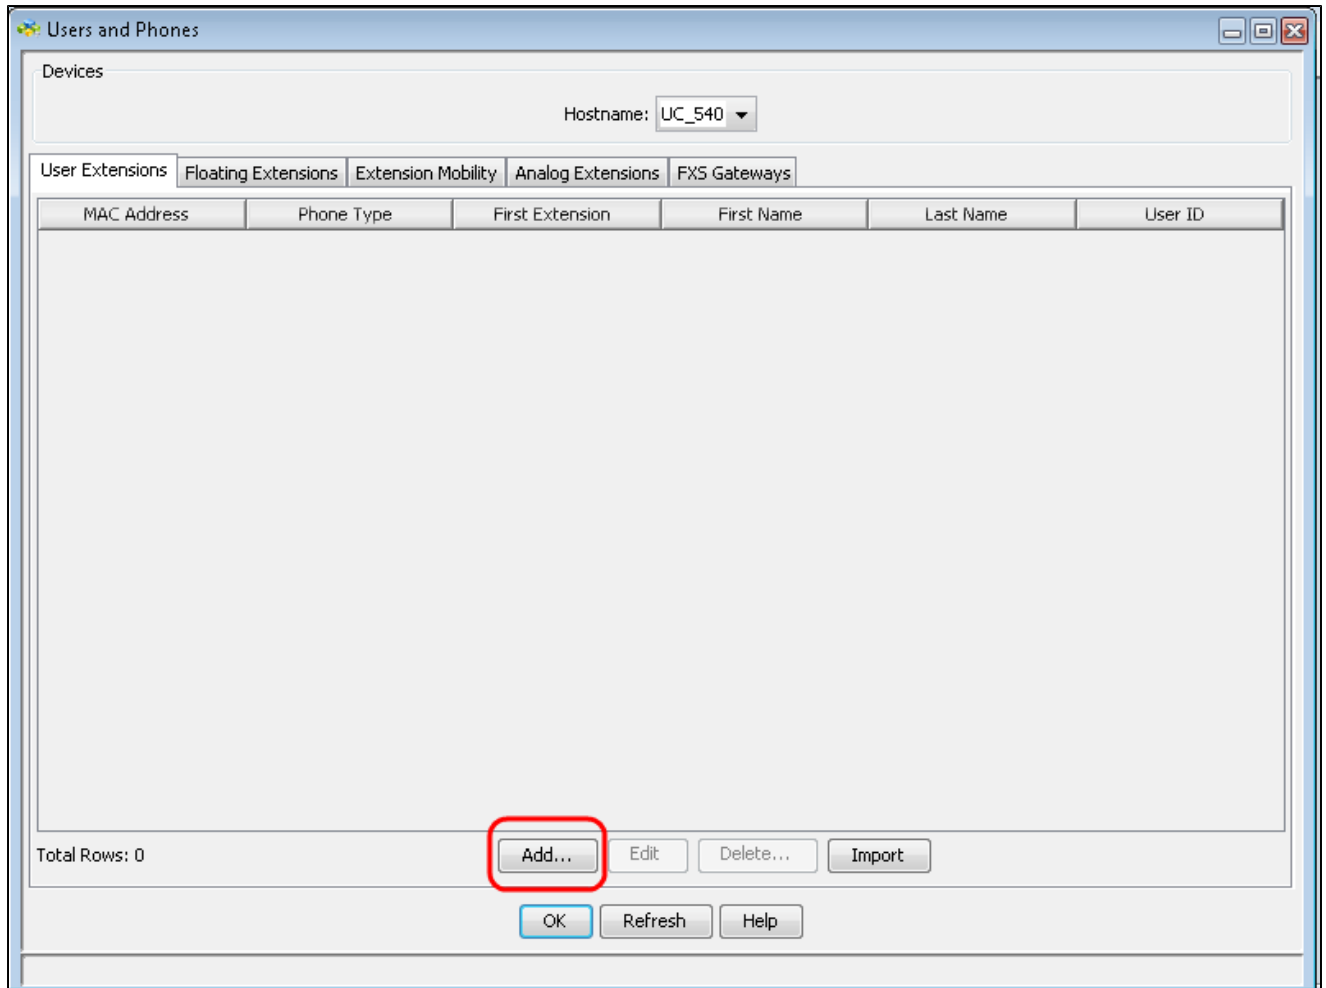 Users and Phones
Devices
Hostname: UC_540
User Extensions Floating Extensions Extension Mobility Analog Extensions FXS Gateways
MAC Address Phone Type First Extension First Name Last Name User ID
Total Rows: 0 Add... Edit Delete... Import
OK Refresh Help